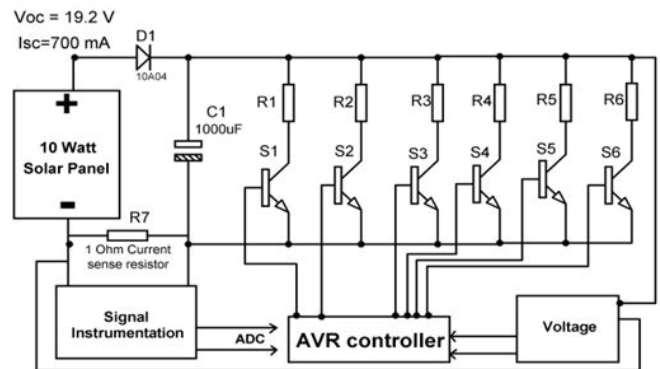 Voc = 19.2 V
Isc=700 mA
D1
10A04
+
10 Watt
Solar Panel
-
C1
1000uF
R1
R2
R3
R4
R5
R6
S1
S2
S3
S4
S5
S6
R7
1 Ohm Current
sense resistor
Signal
Instrumentation
ADC
AVR controller
Voltage